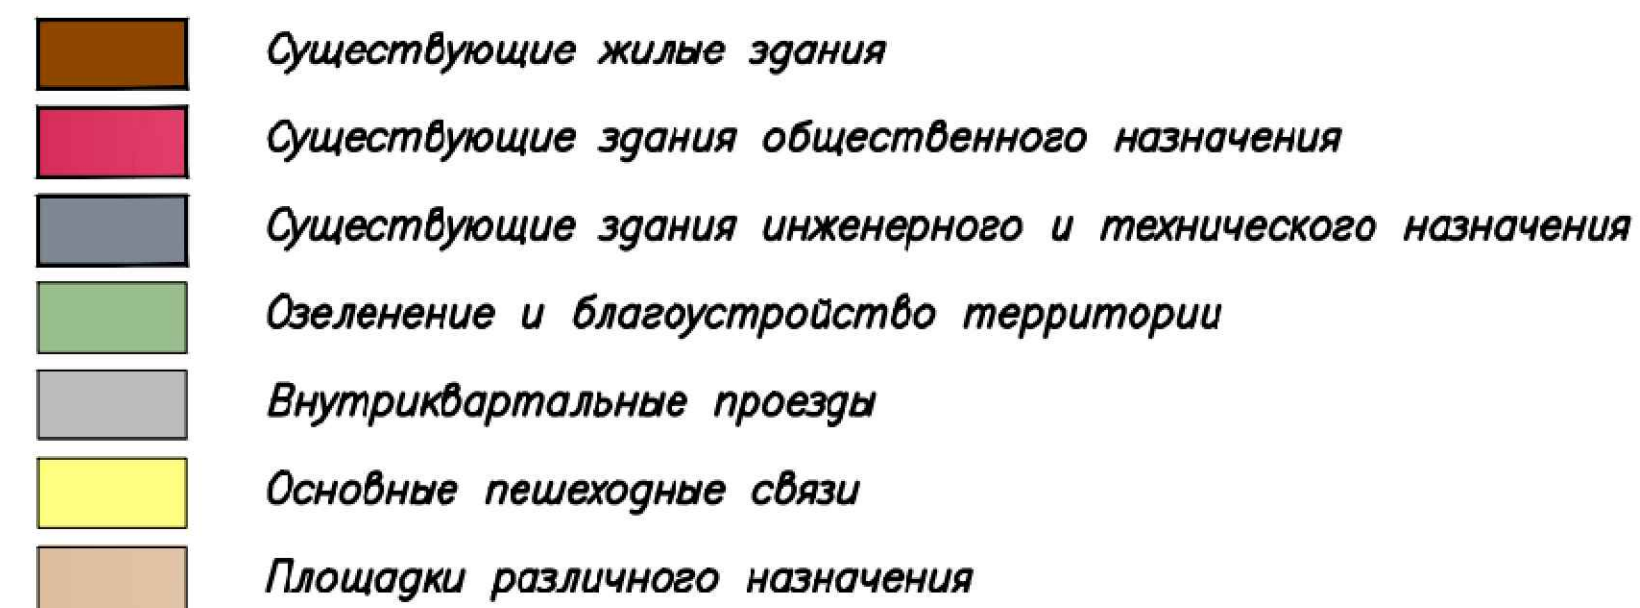 Существующие жилые здания
Существующие здания общественного назначения
Существующие здания инженерного и технического назначения
Озеленение и благоустройство территории
Внутриквартальные проезды
Основные пешеходные связи
Площадки различного назначения